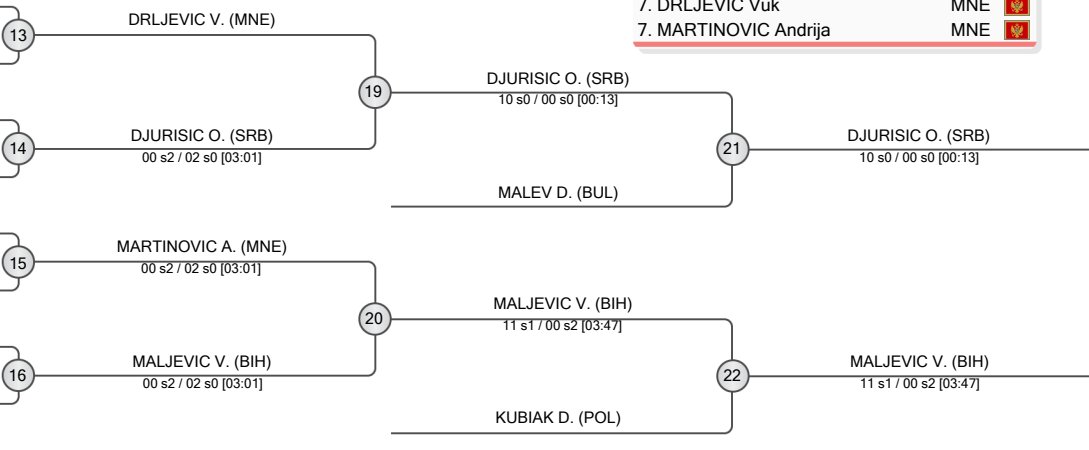 7. DRLJEVIC Vuk MNE
7. MARTINOVIC Andrija MNE
13
DRLJEVIC V. (MNE)
19
DJURISIC O. (SRB)
10 s0 / 00 s0 [00:13]
14
DJURISIC O. (SRB)
00 s2 / 02 s0 [03:01]
21
DJURISIC O. (SRB)
10 s0 / 00 s0 [00:13]
MALEV D. (BUL)
15
MARTINOVIC A. (MNE)
00 s2 / 02 s0 [03:01]
20
MALJEVIC V. (BIH)
11 s1 / 00 s2 [03:47]
16
MALJEVIC V. (BIH)
00 s2 / 02 s0 [03:01]
22
MALJEVIC V. (BIH)
11 s1 / 00 s2 [03:47]
KUBIAK D. (POL)